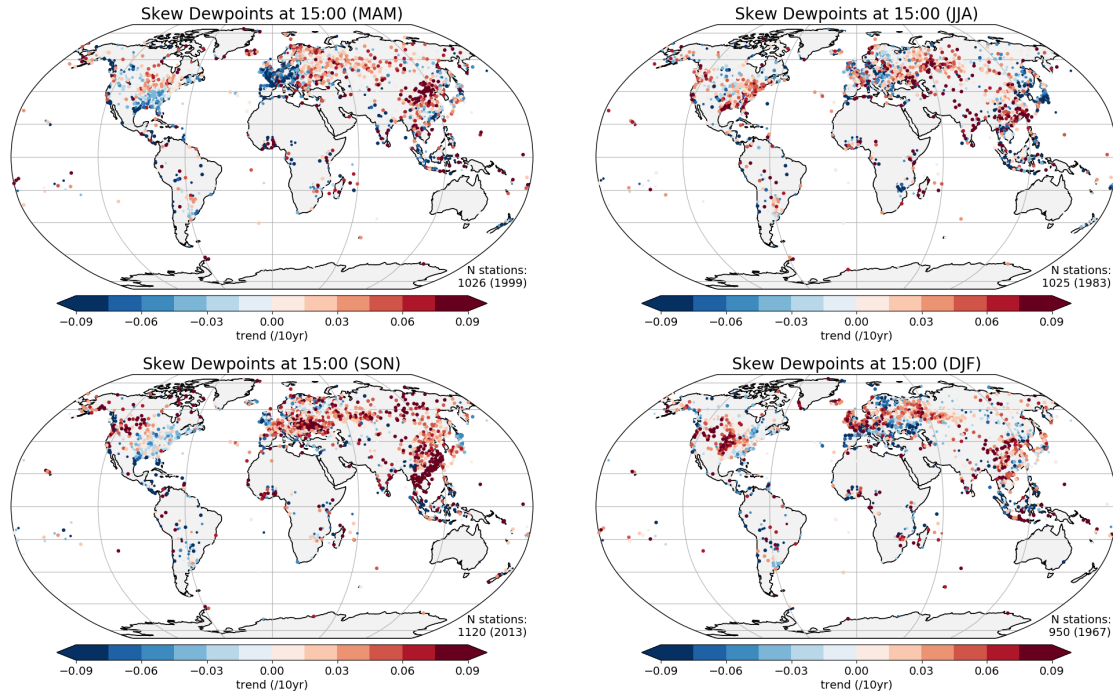 Skew Dewpoints at 15:00 (MAM)
N stations:
1026 (1999)
−0.09 −0.06 −0.03 0.00 0.03 0.06 0.09
trend (/10yr)
Skew Dewpoints at 15:00 (JJA)
N stations:
1025 (1983)
−0.09 −0.06 −0.03 0.00 0.03 0.06 0.09
trend (/10yr)
Skew Dewpoints at 15:00 (SON)
N stations:
1120 (2013)
−0.09 −0.06 −0.03 0.00 0.03 0.06 0.09
trend (/10yr)
Skew Dewpoints at 15:00 (DJF)
N stations:
950 (1967)
−0.09 −0.06 −0.03 0.00 0.03 0.06 0.09
trend (/10yr)